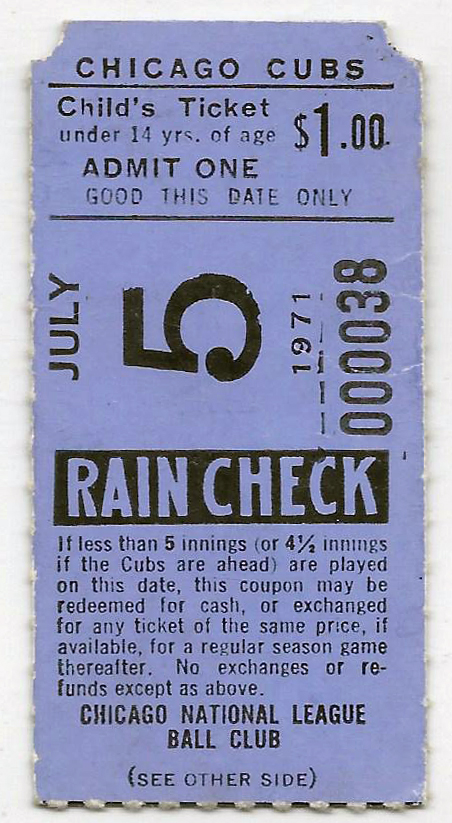 CHICAGO CUBS
Child's Ticket
under 14 yrs. of age
$1.00
ADMIT ONE
GOOD THIS DATE ONLY
JULY
5
1971
000038
RAIN CHECK
If less than 5 innings (or 4½ innings
if the Cubs are ahead) are played
on this date, this coupon may be
redeemed for cash, or exchanged
for any ticket of the same price, if
available, for a regular season game
thereafter. No exchanges or re-
funds except as above.
CHICAGO NATIONAL LEAGUE
BALL CLUB
(SEE OTHER SIDE)